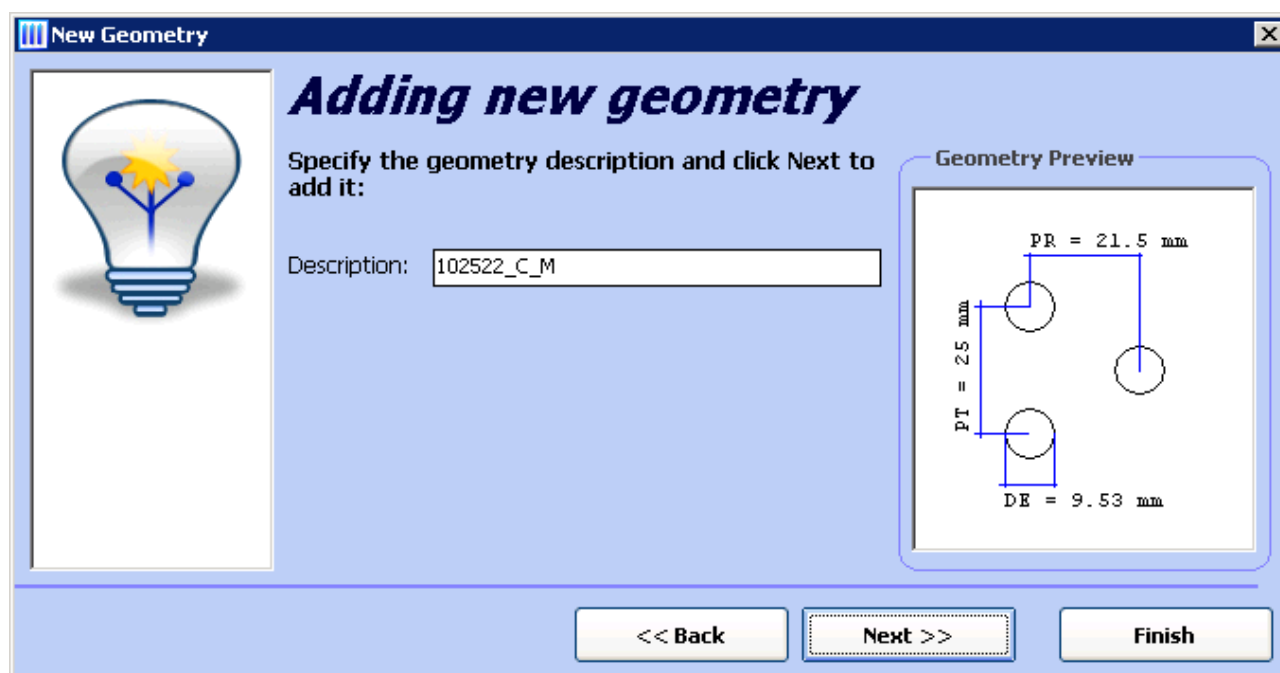 New Geometry
Adding new geometry
Specify the geometry description and click Next to
add it:
Description:
102522_C_M
Geometry Preview
PR = 21.5 mm
PT = 25 mm
DE = 9.53 mm
<< Back
Next >>
Finish